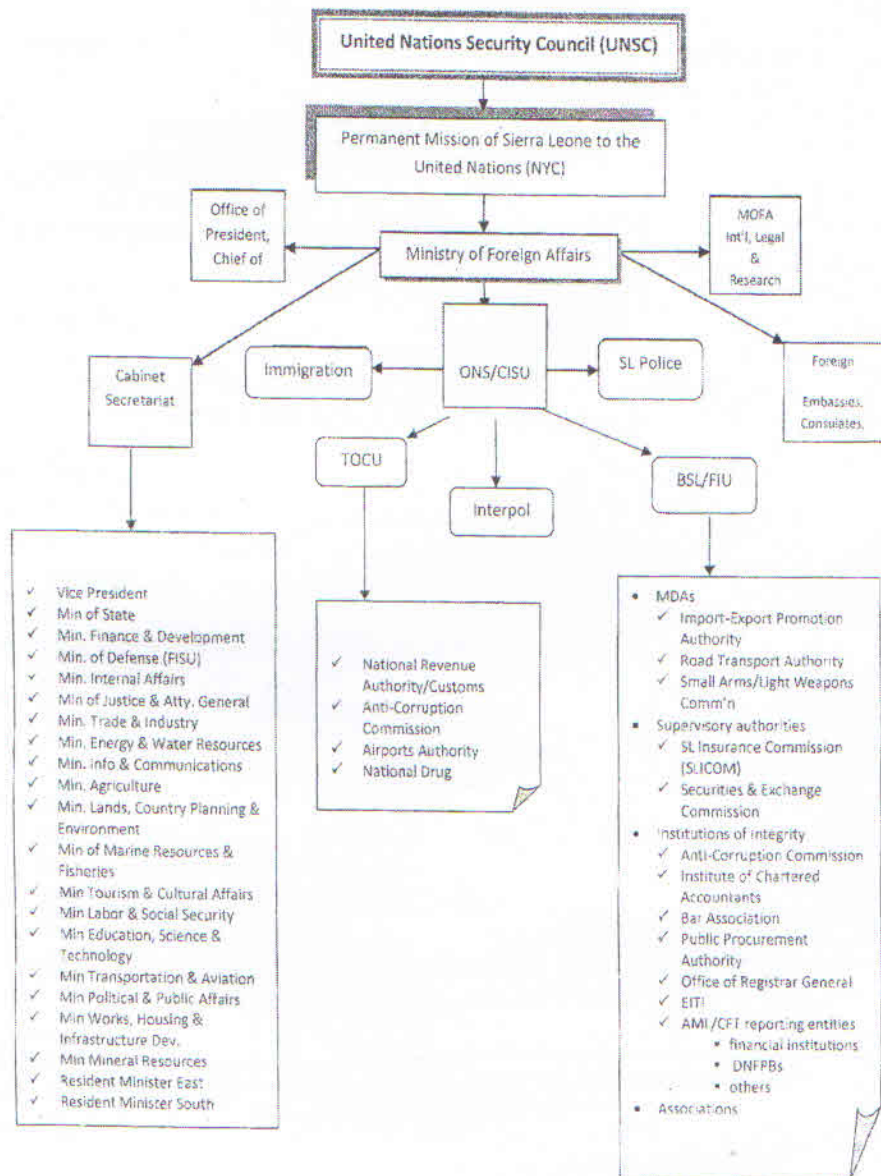 United Nations Security Council (UNSC)
Permanent Mission of Sierra Leone to the
United Nations (NYC)
Office of
President,
Chief of
Ministry of Foreign Affairs
MOFA
Int'l, Legal
&
Research
Cabinet
Secretariat
Immigration
ONS/CISU
SL Police
Foreign
Embassies.
Consulates.
TOCU
Interpol
BSL/FIU
✓ Vice President
✓ Min of State
✓ Min. Finance & Development
✓ Min. of Defense (FISU)
✓ Min. Internal Affairs
✓ Min of Justice & Atty. General
✓ Min. Trade & Industry
✓ Min. Energy & Water Resources
✓ Min. Info & Communications
✓ Min. Agriculture
✓ Min. Lands, Country Planning &
Environment
✓ Min of Marine Resources &
Fisheries
✓ Min Tourism & Cultural Affairs
✓ Min Labor & Social Security
✓ Min Education, Science &
Technology
✓ Min Transportation & Aviation
✓ Min Political & Public Affairs
✓ Min Works, Housing &
Infrastructure Dev.
✓ Min Mineral Resources
✓ Resident Minister East
✓ Resident Minister South
✓ National Revenue
Authority/Customs
✓ Anti-Corruption
Commission
✓ Airports Authority
✓ National Drug
• MDAs
✓ Import-Export Promotion
Authority
✓ Road Transport Authority
✓ Small Arms/Light Weapons
Comm'n
• Supervisory authorities
✓ SL Insurance Commission
(SLICOM)
✓ Securities & Exchange
Commission
• Institutions of integrity
✓ Anti-Corruption Commission
✓ Institute of Chartered
Accountants
✓ Bar Association
✓ Public Procurement
Authority
✓ Office of Registrar General
✓ EITI
✓ AML/CFT reporting entities
▪ financial institutions
▪ DNFPBs
▪ others
• Associations